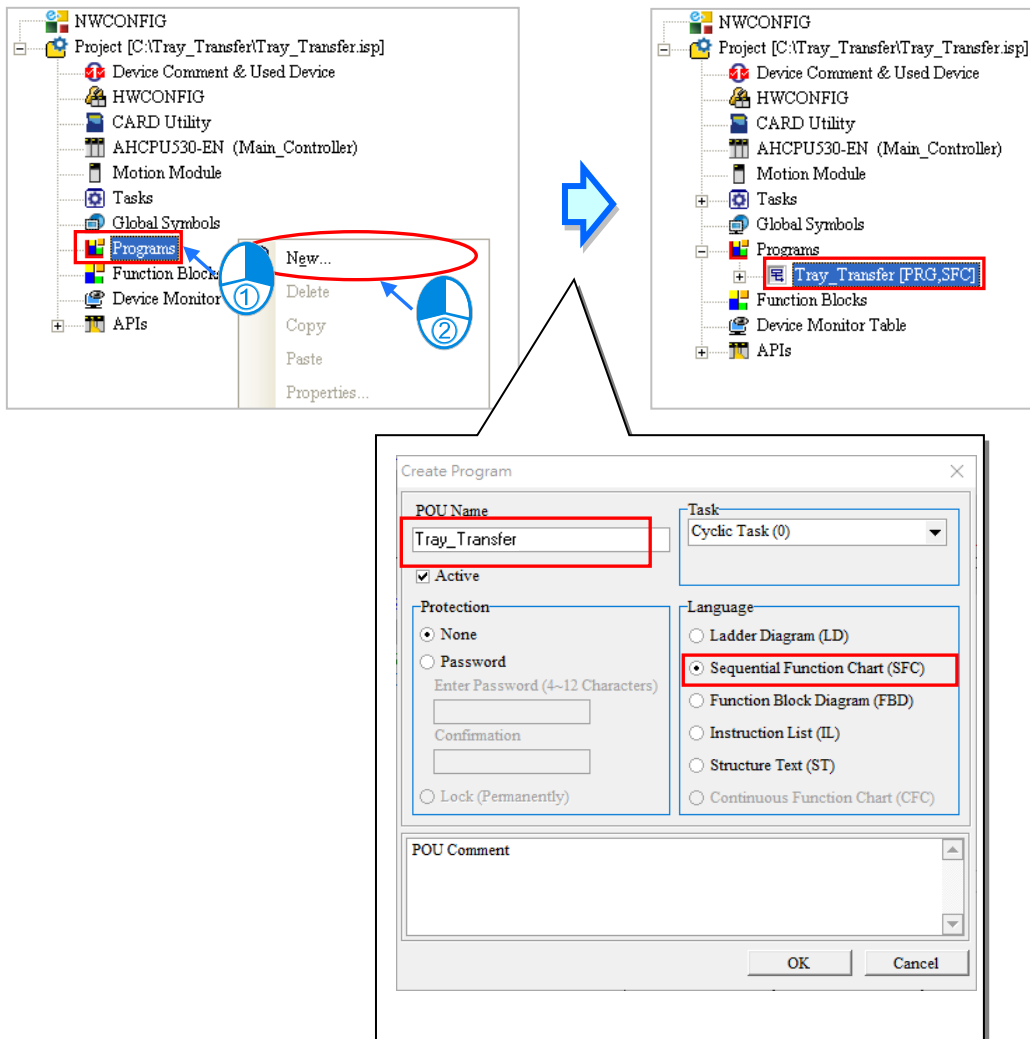 NWCONFIG
Project [C:\Tray_Transfer\Tray_Transfer.isp]
Device Comment & Used Device
HWCONFIG
CARD Utility
AHCPU530-EN (Main_Controller)
Motion Module
Tasks
Global Symbols
Programs
Function Blocks
Device Monitor
APIs
New...
Delete
Copy
Paste
Properties...
1
2
NWCONFIG
Project [C:\Tray_Transfer\Tray_Transfer.isp]
Device Comment & Used Device
HWCONFIG
CARD Utility
AHCPU530-EN (Main_Controller)
Motion Module
Tasks
Global Symbols
Programs
Tray_Transfer [PRG,SFC]
Function Blocks
Device Monitor Table
APIs
Create Program
POU Name
Tray_Transfer
Active
Task
Cyclic Task (0)
Protection
None
Password
Enter Password (4~12 Characters)
Confirmation
Lock (Permanently)
Language
Ladder Diagram (LD)
Sequential Function Chart (SFC)
Function Block Diagram (FBD)
Instruction List (IL)
Structure Text (ST)
Continuous Function Chart (CFC)
POU Comment
OK
Cancel